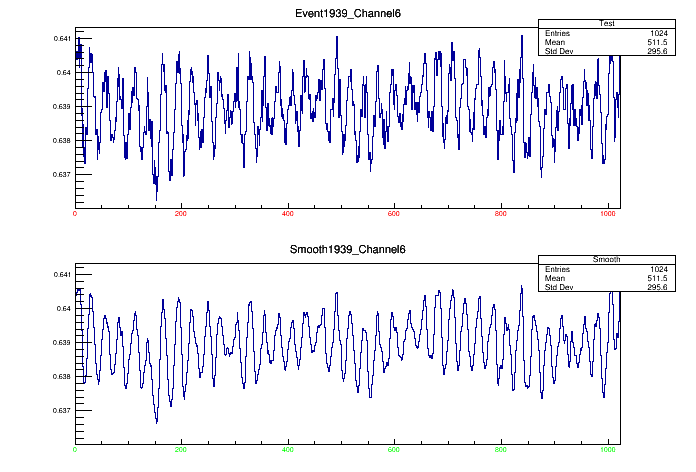 Event1939_Channel6
Test
Entries 1024
Mean 511.5
Std Dev 295.6
0.641
0.64
0.639
0.638
0.637
0 200 400 600 800 1000
Smooth1939_Channel6
Smooth
Entries 1024
Mean 511.5
Std Dev 295.6
0.641
0.64
0.639
0.638
0.637
0 200 400 600 800 1000